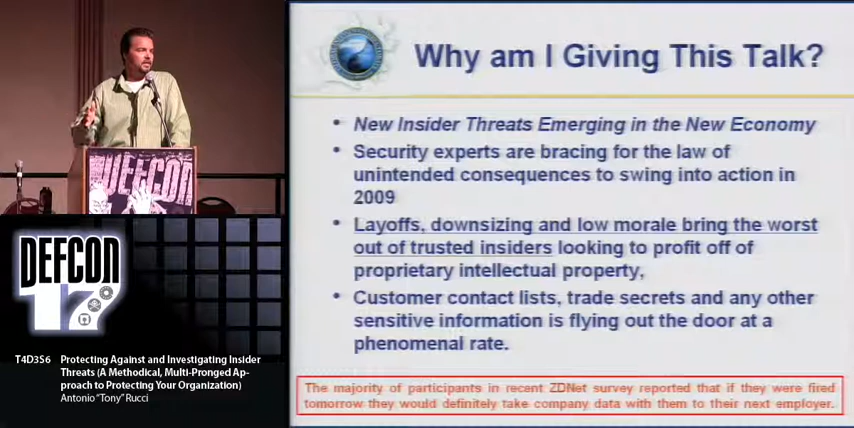 DEFCON
DEFCON
17
T4D3S6 Protecting Against and Investigating Insider
Threats (A Methodical, Multi-Pronged Ap-
proach to Protecting Your Organization)
Antonio “Tony” Rucci
Why am I Giving This Talk?
• New Insider Threats Emerging in the New Economy
• Security experts are bracing for the law of
unintended consequences to swing into action in
2009
• Layoffs, downsizing and low morale bring the worst
out of trusted insiders looking to profit off of
proprietary intellectual property,
• Customer contact lists, trade secrets and any other
sensitive information is flying out the door at a
phenomenal rate.
The majority of participants in recent ZDNet survey reported that if they were fired
tomorrow they would definitely take company data with them to their next employer.